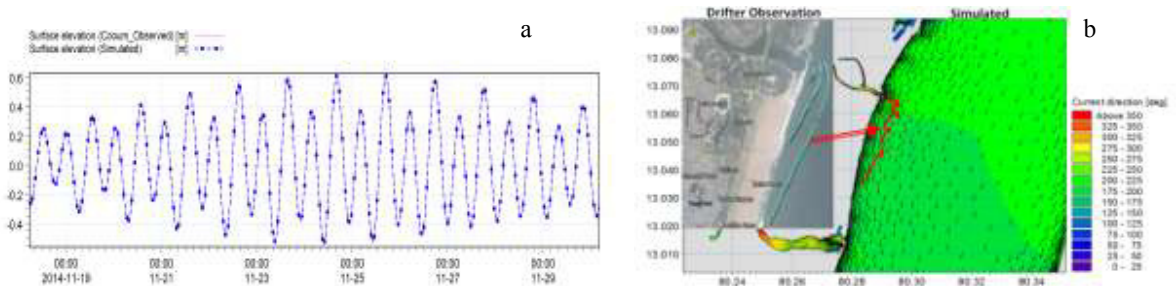 Surface elevation (Cooum_Observed) [m]
Surface elevation (Simulated) [m]
a
0.6
0.4
0.2
0.0
-0.2
-0.4
00:00 00:00 00:00 00:00 00:00 00:00
2014-11-19 11-21 11-23 11-25 11-27 11-29
Drifter Observation Simulated
b
13.090
13.080
13.070
13.060
13.050
13.040
13.030
13.020
13.010
80.24 80.26 80.28 80.30 80.32 80.34
Current direction [deg]
Above 350
325 - 350
300 - 325
275 - 300
250 - 275
225 - 250
200 - 225
175 - 200
150 - 175
125 - 150
100 - 125
75 - 100
50 - 75
25 - 50
0 - 25